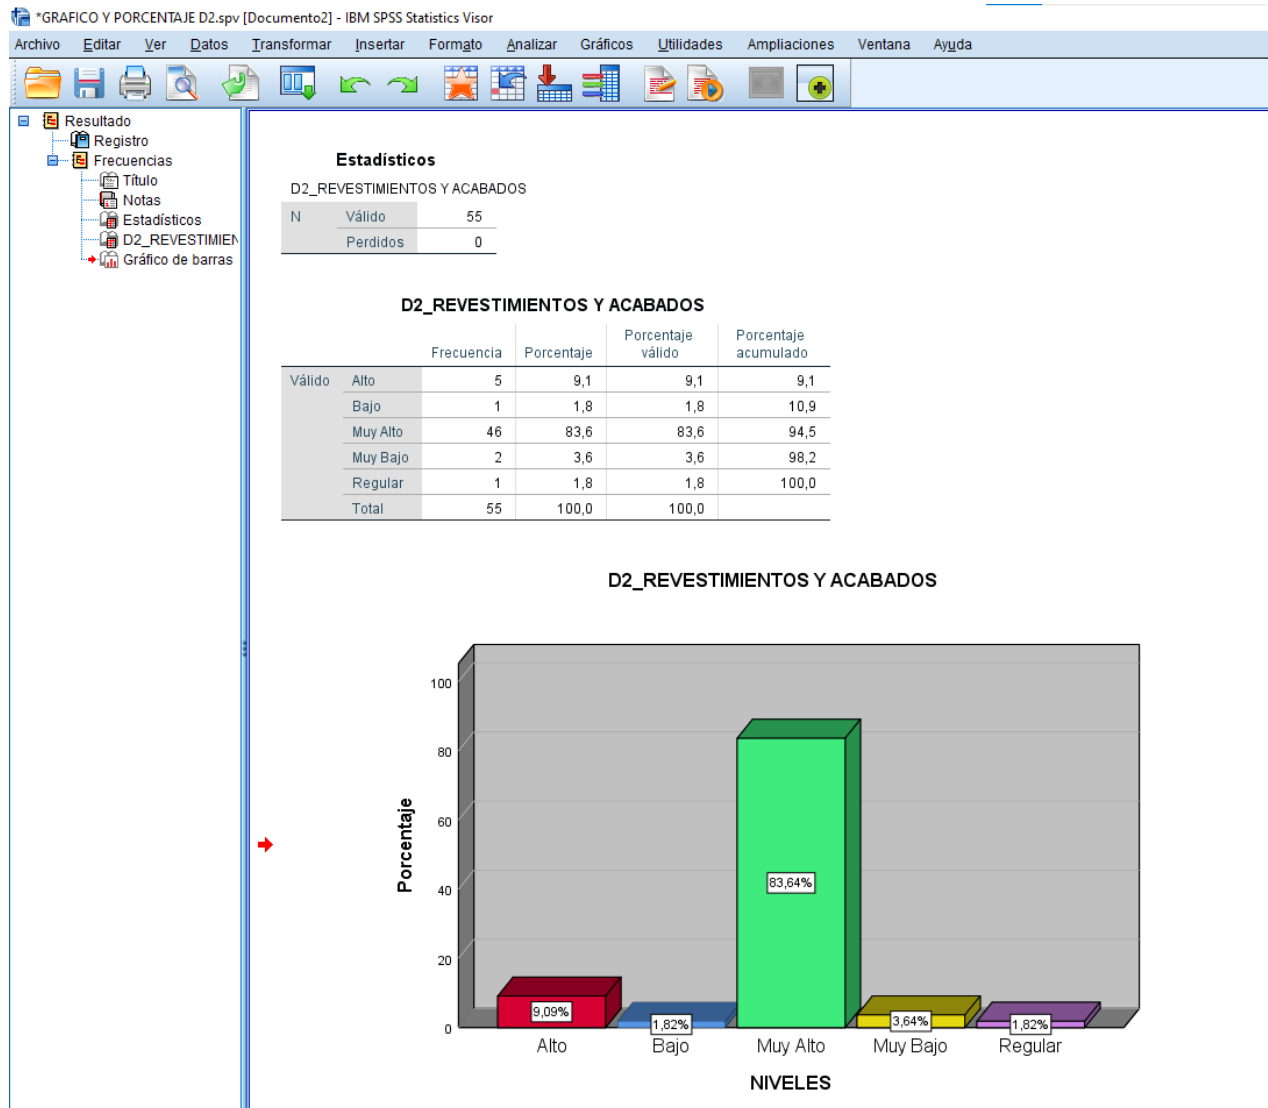 *GRAFICO Y PORCENTAJE D2.spv [Documento2] - IBM SPSS Statistics Visor
Archivo Editar Ver Datos Transformar Insertar Formato Analizar Gráficos Utilidades Ampliaciones Ventana Ayuda
Resultado
Registro
Frecuencias
Título
Notas
Estadísticos
D2_REVESTIMIEN
Gráfico de barras
Estadísticos
D2_REVESTIMIENTOS Y ACABADOS
N Válido 55
Perdidos 0
D2_REVESTIMIENTOS Y ACABADOS
Frecuencia Porcentaje Porcentaje válido Porcentaje acumulado
Válido Alto 5 9,1 9,1 9,1
Bajo 1 1,8 1,8 10,9
Muy Alto 46 83,6 83,6 94,5
Muy Bajo 2 3,6 3,6 98,2
Regular 1 1,8 1,8 100,0
Total 55 100,0 100,0
D2_REVESTIMIENTOS Y ACABADOS
Porcentaje
100
80
60
40
20
0
9,09%
1,82%
83,64%
3,64%
1,82%
Alto Bajo Muy Alto Muy Bajo Regular
NIVELES